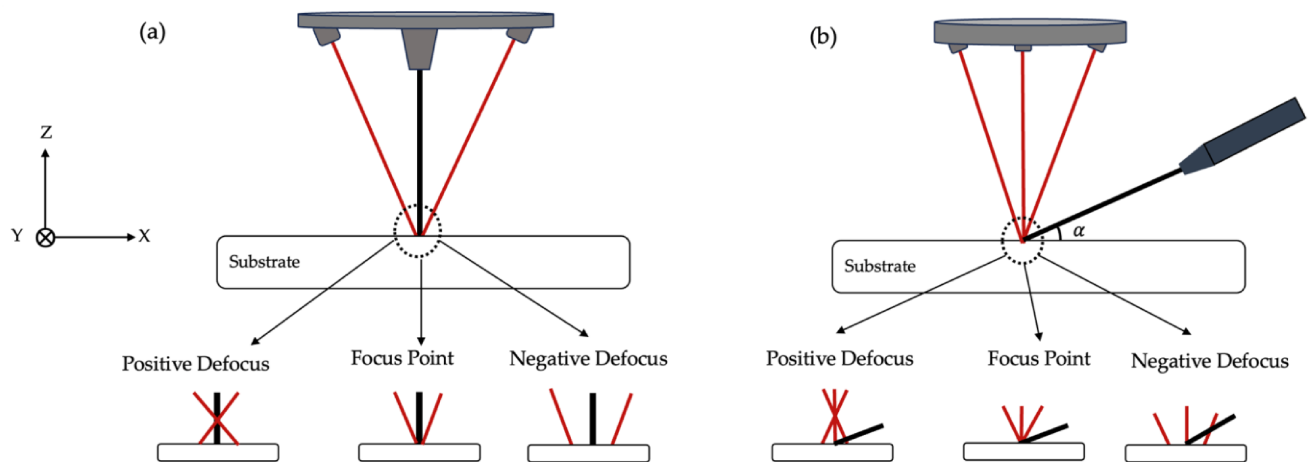 (a)
Z
Y
X
Substrate
Positive Defocus
Focus Point
Negative Defocus
(b)
α
Substrate
Positive Defocus
Focus Point
Negative Defocus